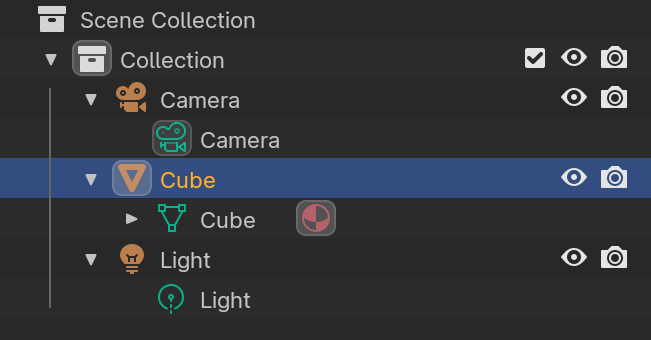 Scene Collection
Collection
Camera
Camera
Cube
Cube
Light
Light